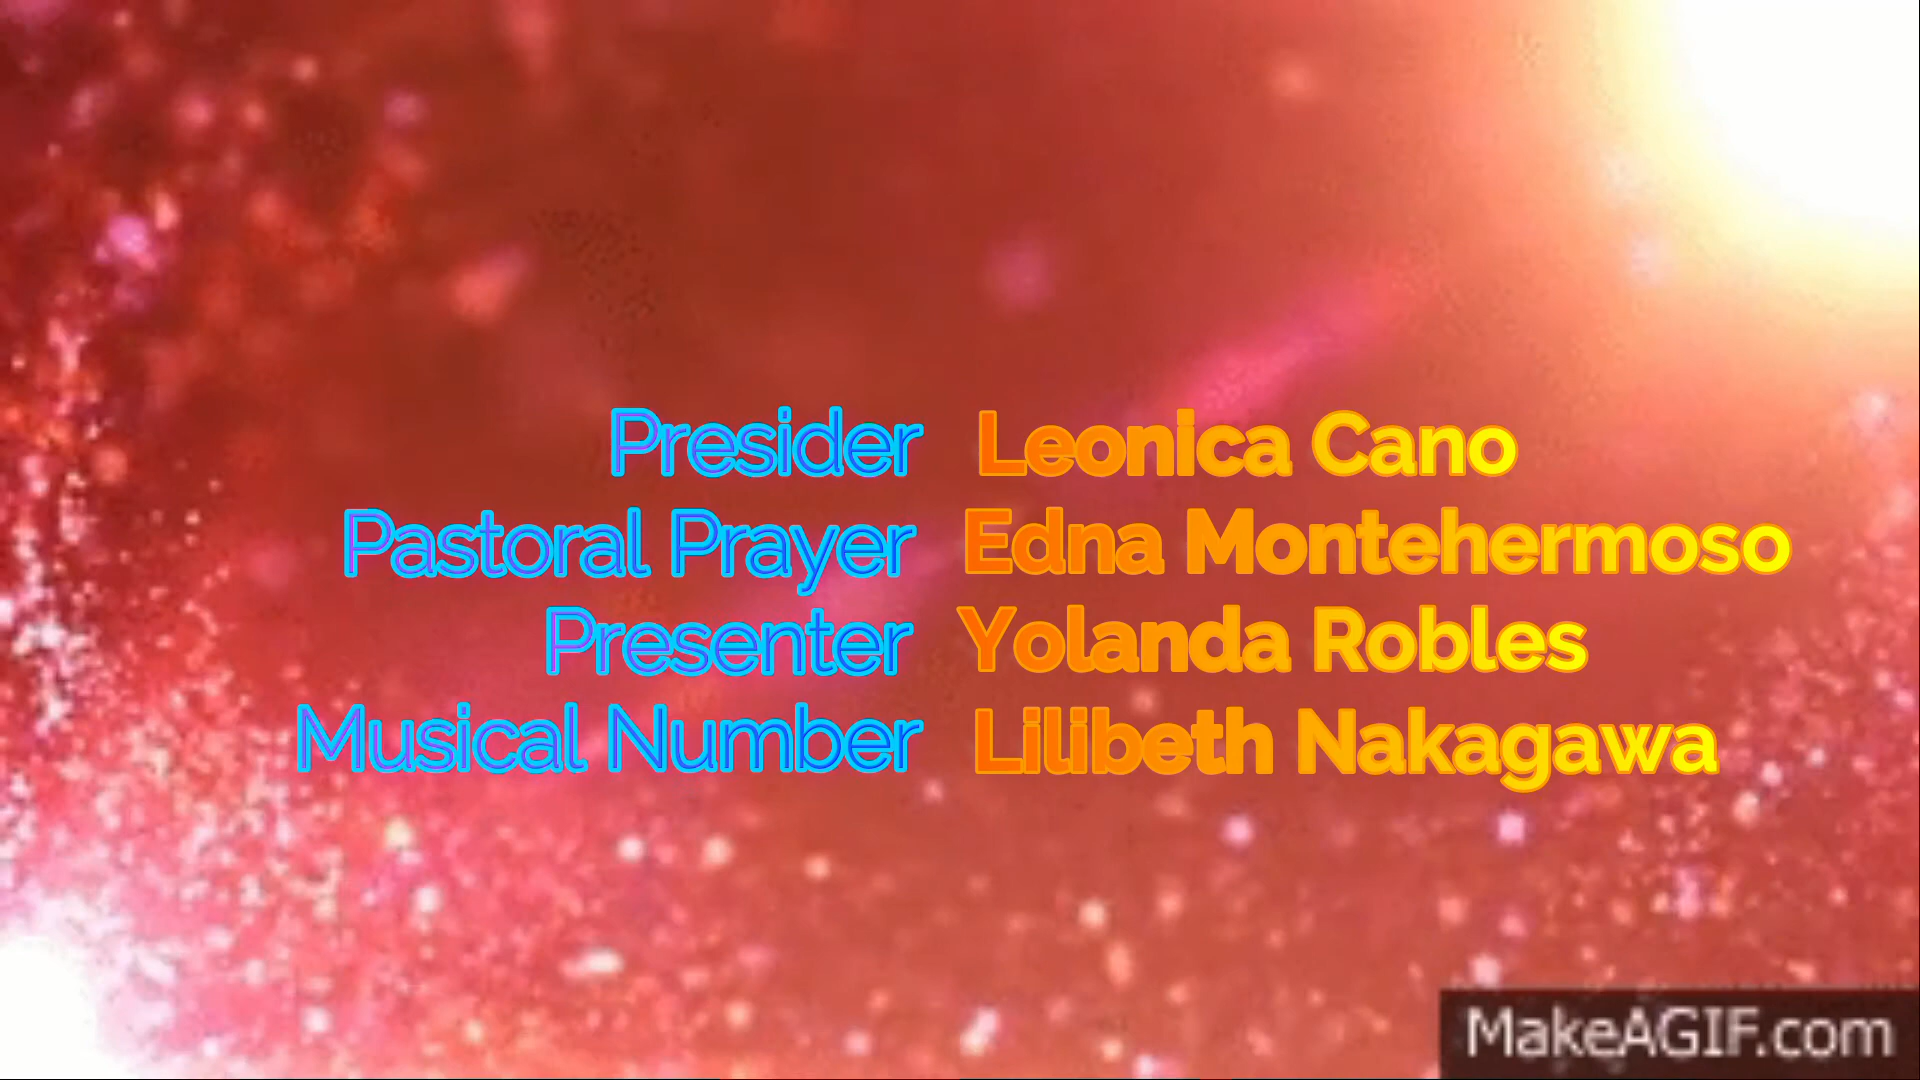 Presider Leonica Cano
Pastoral Prayer Edna Montehermoso
Presenter Yolanda Robles
Musical Number Lilibeth Nakagawa
MakeAGIF.com